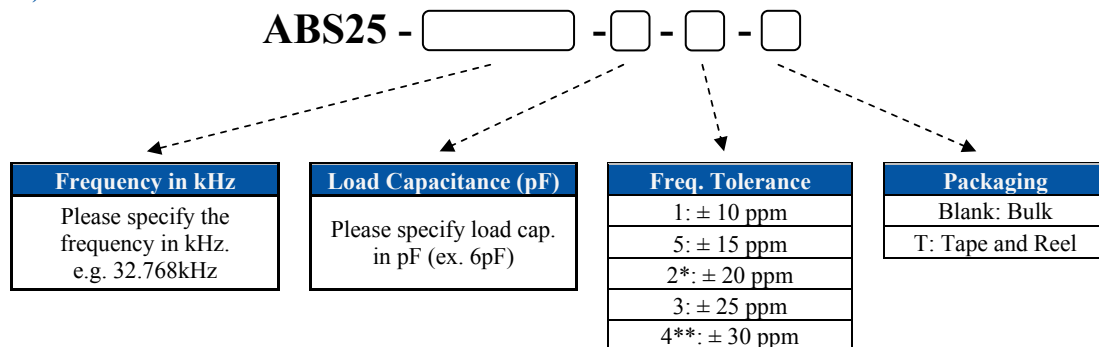 ABS25 - - - -
Frequency in kHz
Please specify the
frequency in kHz.
e.g. 32.768kHz
Load Capacitance (pF)
Please specify load cap.
in pF (ex. 6pF)
Freq. Tolerance
1: ± 10 ppm
5: ± 15 ppm
2*: ± 20 ppm
3: ± 25 ppm
4**: ± 30 ppm
Packaging
Blank: Bulk
T: Tape and Reel